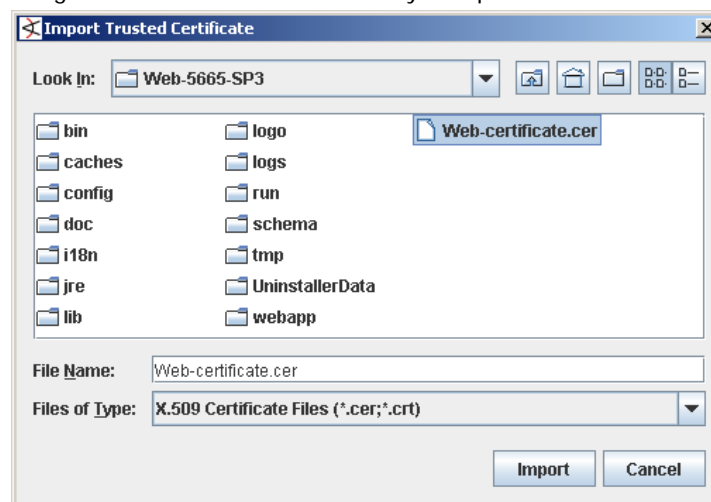 Import Trusted Certificate
Look In: Web-5665-SP3
bin logo Web-certificate.cer
caches logs
config run
doc schema
i18n tmp
jre UninstallerData
lib webapp
File Name: Web-certificate.cer
Files of Type: X.509 Certificate Files (*.cer;*.crt)
Import Cancel